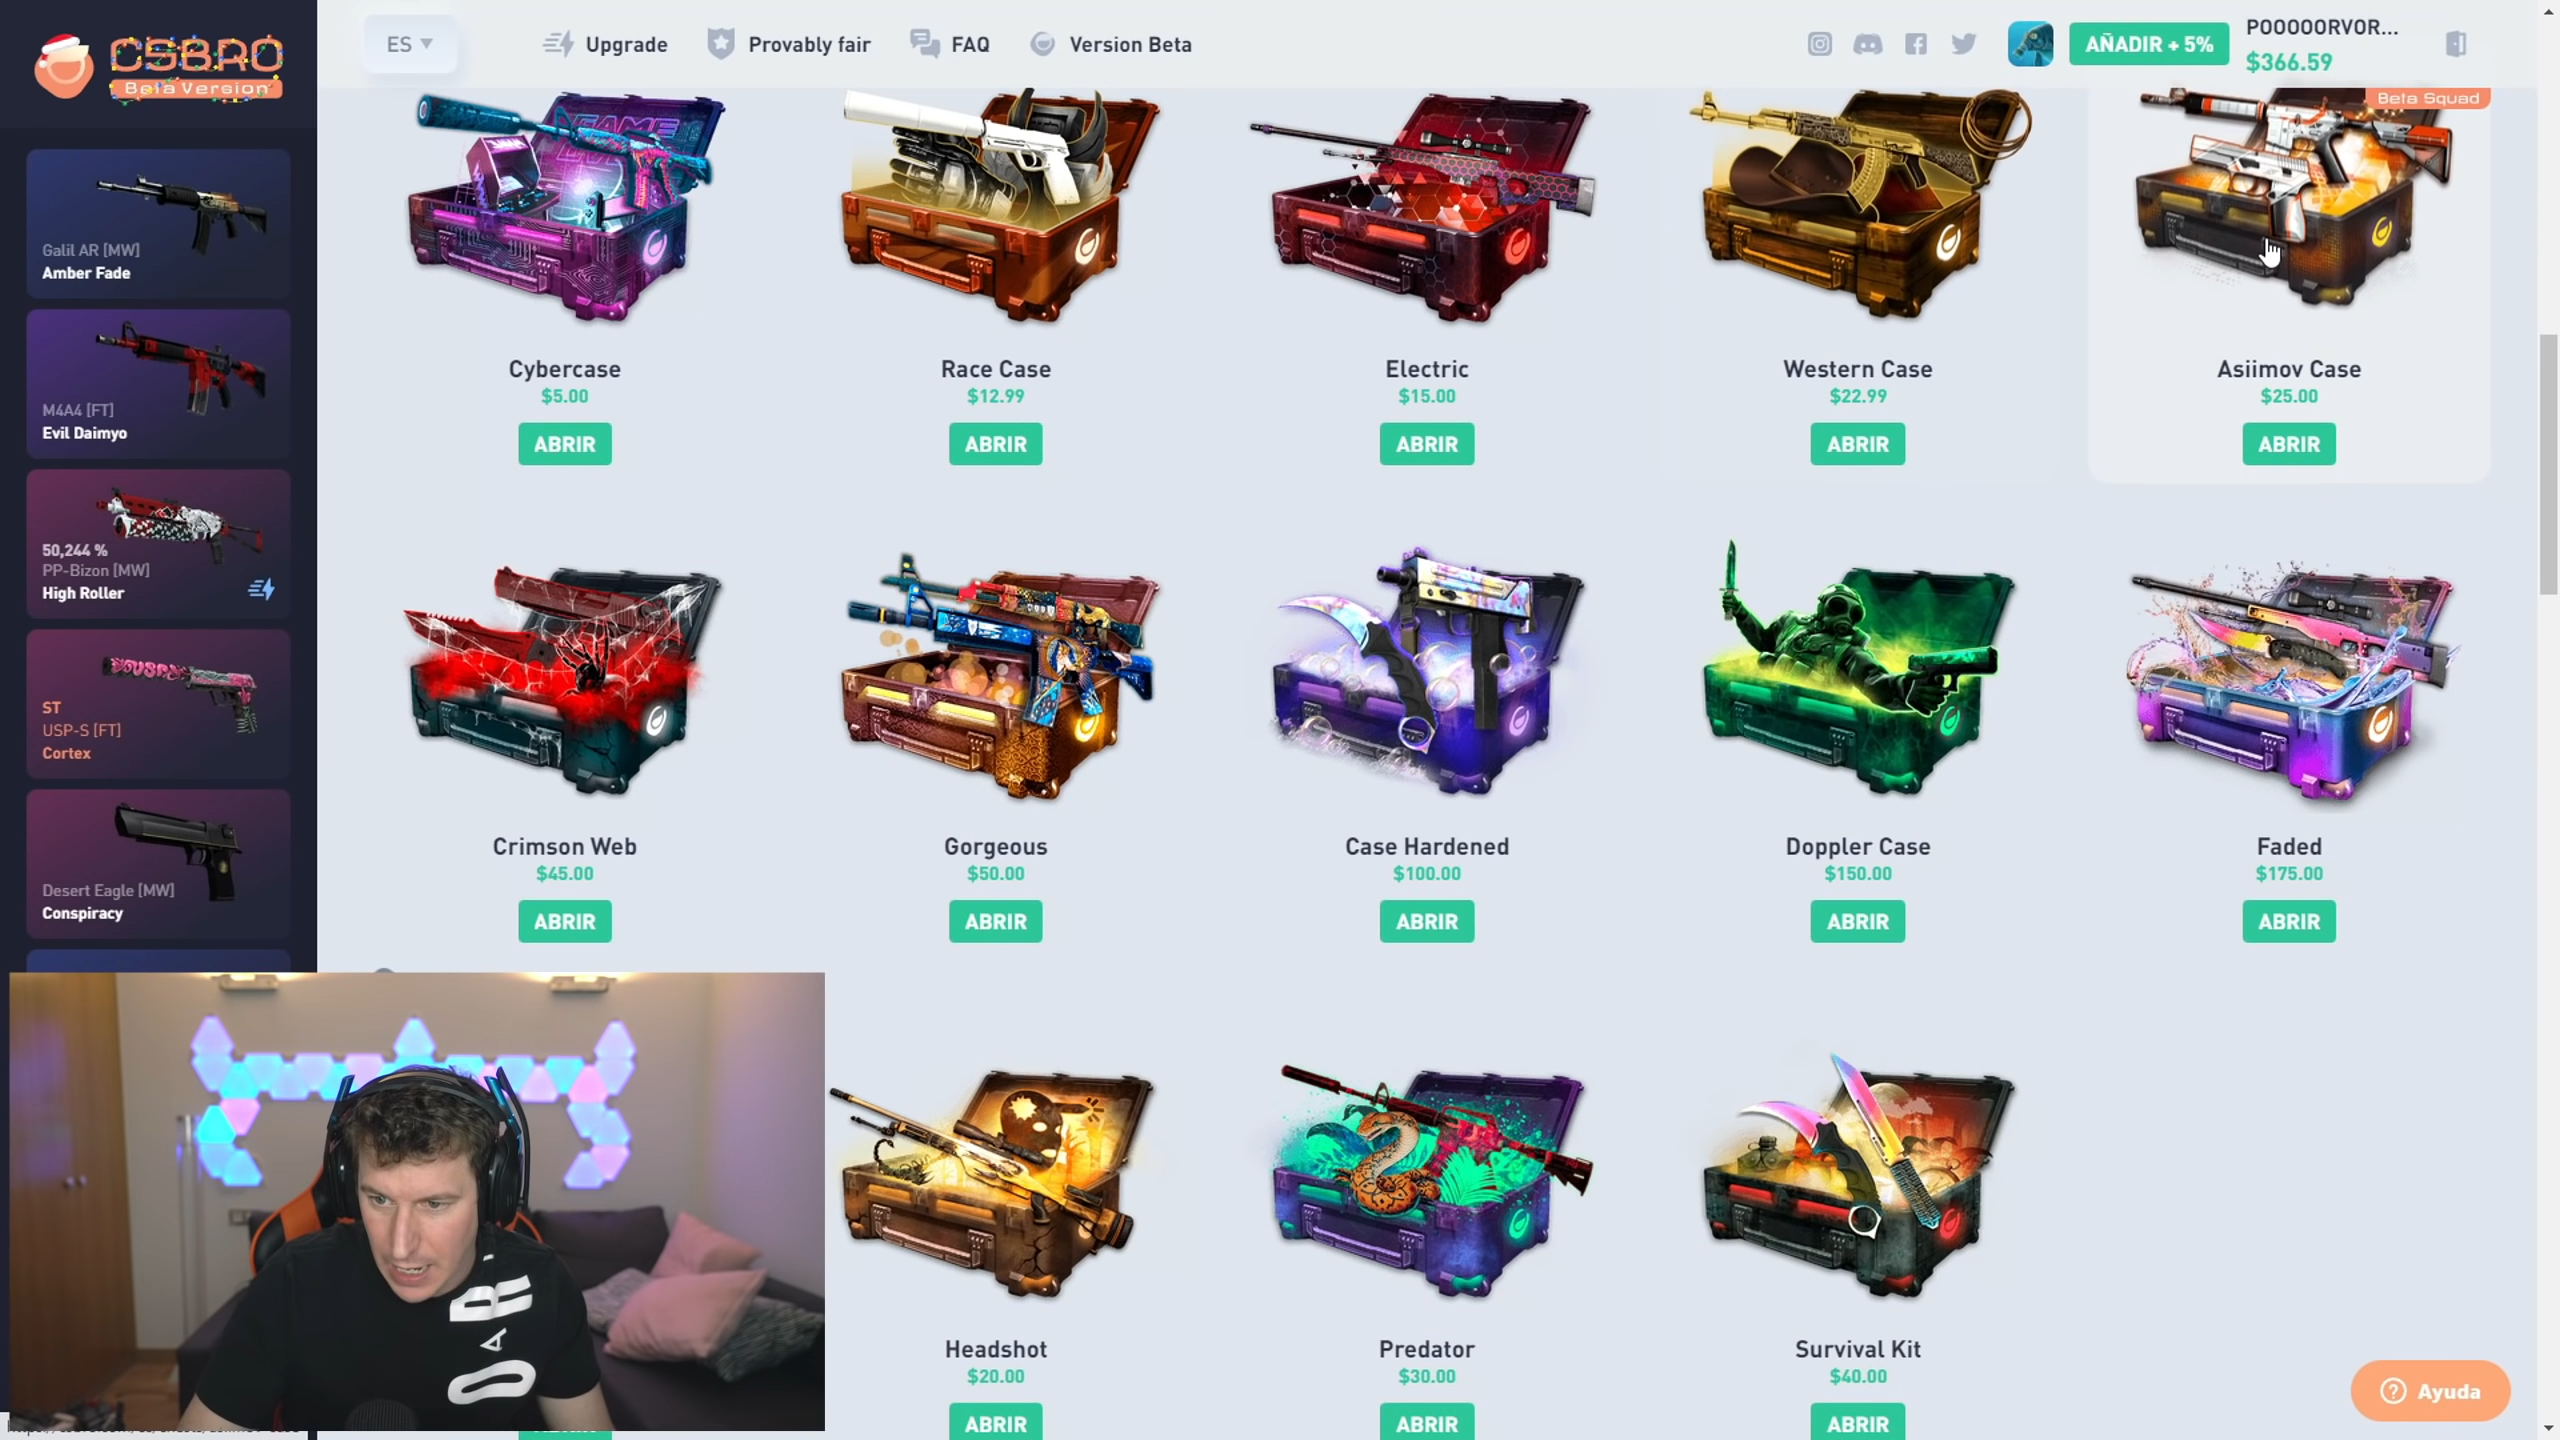 CSBRO
Beta Version
ES
Upgrade
Provably fair
FAQ
Version Beta
AÑADIR + 5%
POOOOORVOR...
$366.59
Galil AR [MW]
Amber Fade
M4A4 [FT]
Evil Daimyo
50,244 %
PP-Bizon [MW]
High Roller
ST
USP-S [FT]
Cortex
Desert Eagle [MW]
Conspiracy
Beta Squad
Cybercase
$5.00
ABRIR
Race Case
$12.99
ABRIR
Electric
$15.00
ABRIR
Western Case
$22.99
ABRIR
Asiimov Case
$25.00
ABRIR
Crimson Web
$45.00
ABRIR
Gorgeous
$50.00
ABRIR
Case Hardened
$100.00
ABRIR
Doppler Case
$150.00
ABRIR
Faded
$175.00
ABRIR
Headshot
$20.00
ABRIR
Predator
$30.00
ABRIR
Survival Kit
$40.00
ABRIR
Ayuda